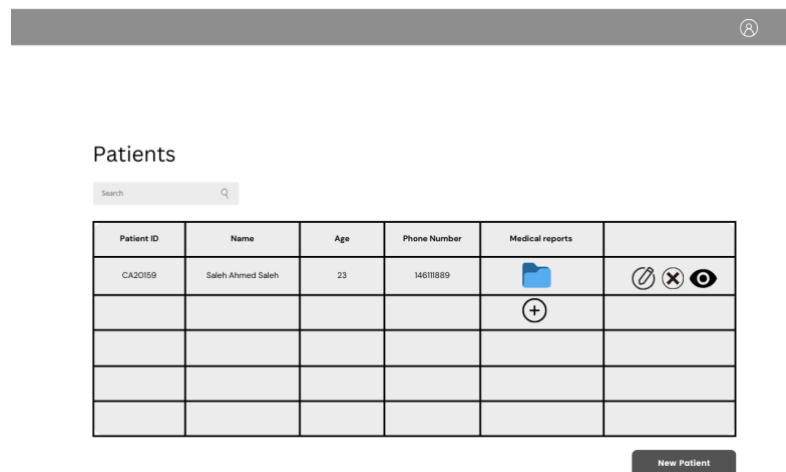 Patients
Search
Patient ID Name Age Phone Number Medical reports
CA20159 Saleh Ahmed Saleh 23 146111889
New Patient